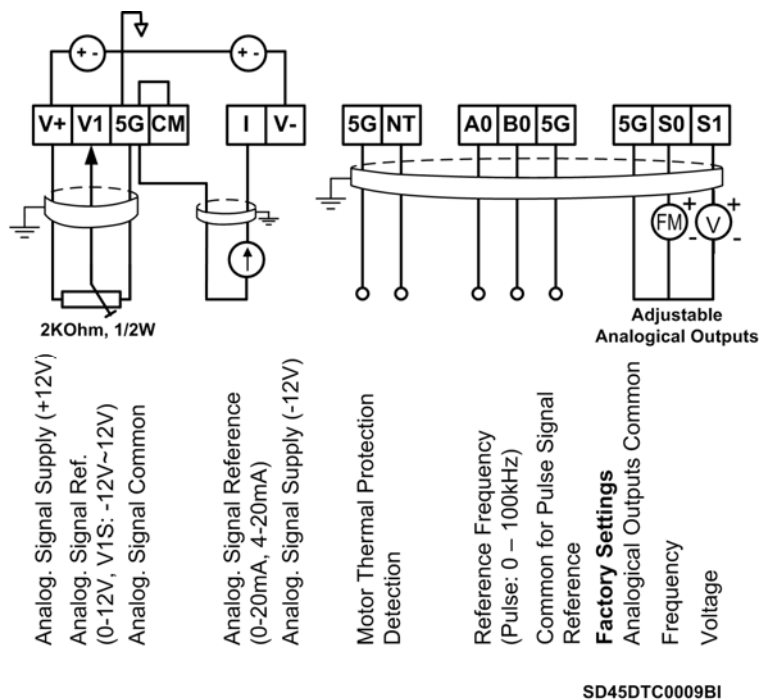 + -
+ -
V+ V1 5G CM I V- 5G NT A0 B0 5G 5G S0 S1
FM + -
V + -
2KOhm, 1/2W
Adjustable
Analogical Outputs
Analog. Signal Supply (+12V)
Analog. Signal Ref.
(0-12V, V1S: -12V~12V)
Analog. Signal Common
Analog. Signal Reference
(0-20mA, 4-20mA)
Analog. Signal Supply (-12V)
Motor Thermal Protection
Detection
Reference Frequency
(Pulse: 0 – 100kHz)
Common for Pulse Signal
Reference
Factory Settings
Analogical Outputs Common
Frequency
Voltage
SD45DTC0009BI